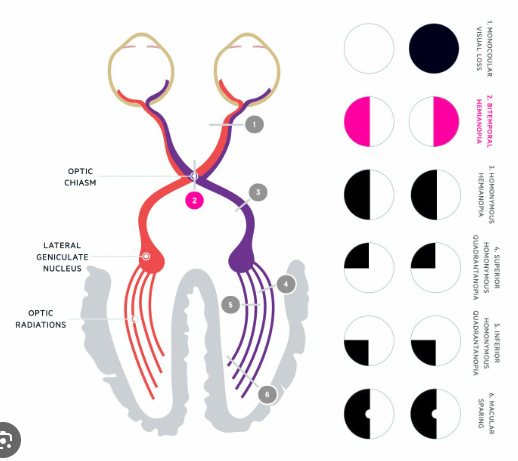 1
OPTIC
CHIASM
2
3
LATERAL
GENICULATE
NUCLEUS
4
5
OPTIC
RADIATIONS
6
1. MONOCOULAR
VISUAL LOSS
2. BITEMPORAL
HEMIANOPIA
3. HOMONYMOUS
HEMIANOPIA
4. SUPERIOR
HOMONYMOUS
QUADRANTANOPIA
5. INFERIOR
HOMONYMOUS
QUADRANTANOPIA
6. MACULAR
SPARING